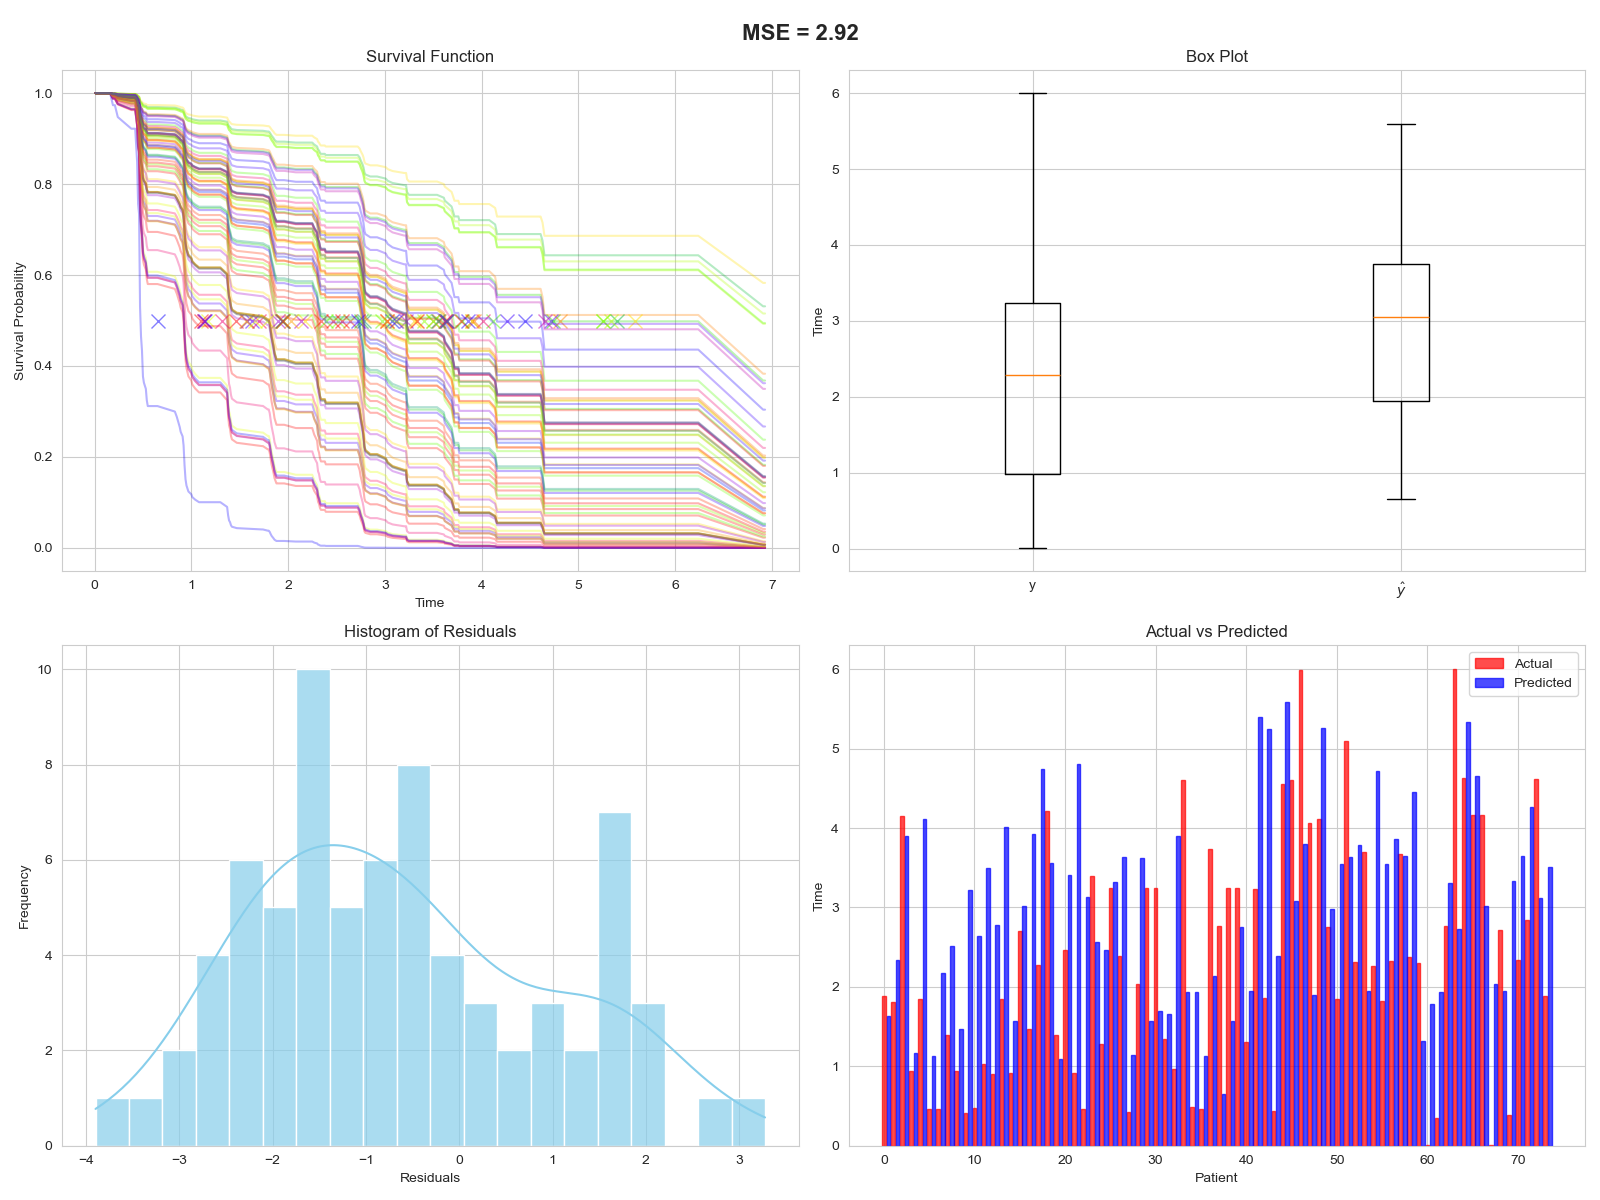 MSE = 2.92
Survival Function
Survival Probability
1.0
0.8
0.6
0.4
0.2
0.0
0 1 2 3 4 5 6 7
Time
Box Plot
Time
6
5
4
3
2
1
0
y ŷ
Histogram of Residuals
Frequency
10
8
6
4
2
0
−4 −3 −2 −1 0 1 2 3
Residuals
Actual vs Predicted
Actual
Predicted
Time
6
5
4
3
2
1
0
0 10 20 30 40 50 60 70
Patient